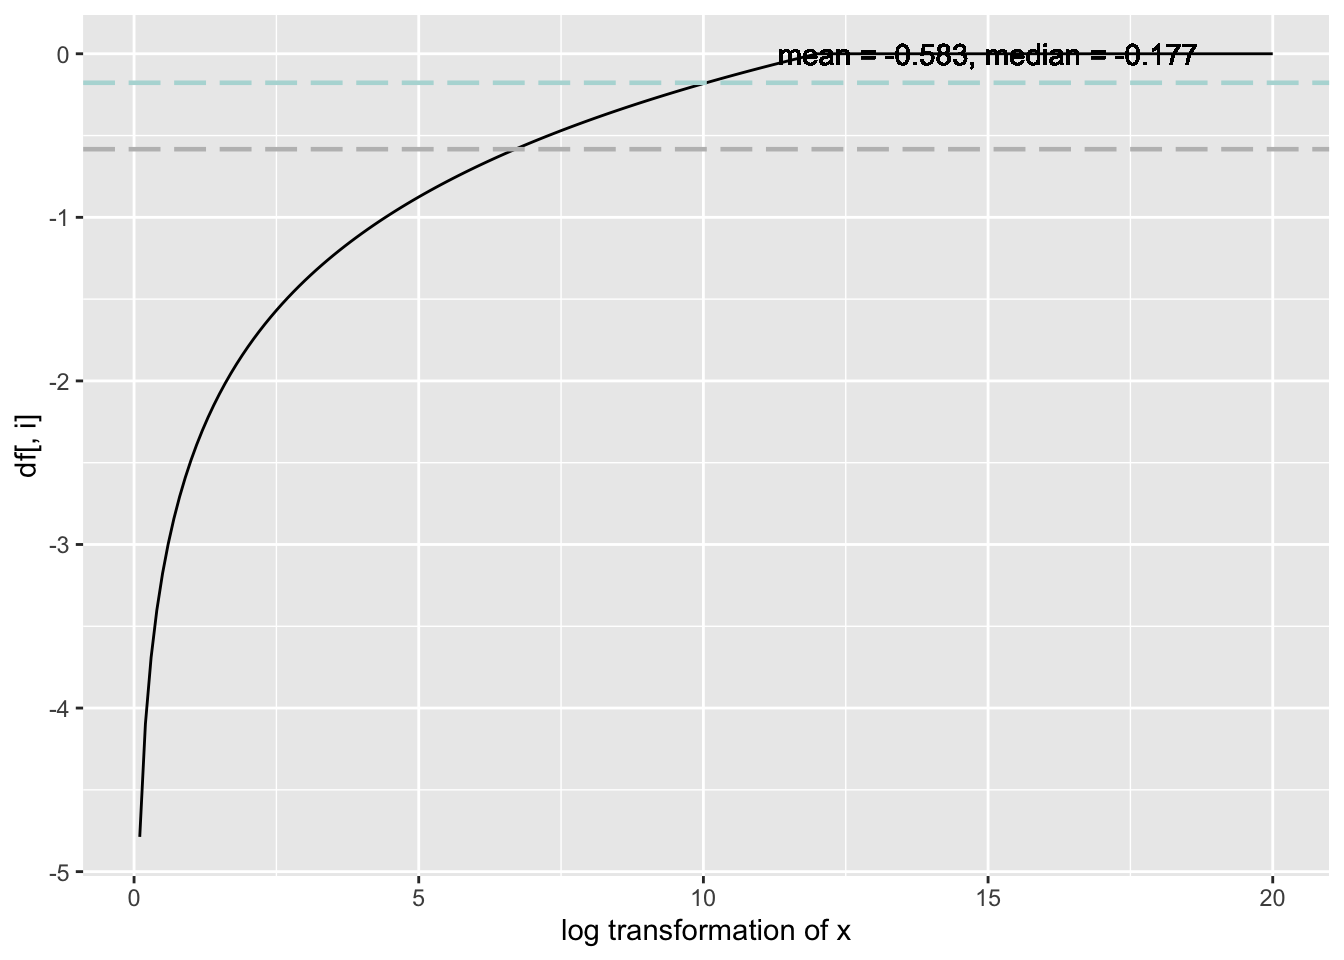 mean = -0.583, median = -0.177
0
-1
-2
-3
-4
-5
df[, i]
0 5 10 15 20
log transformation of x